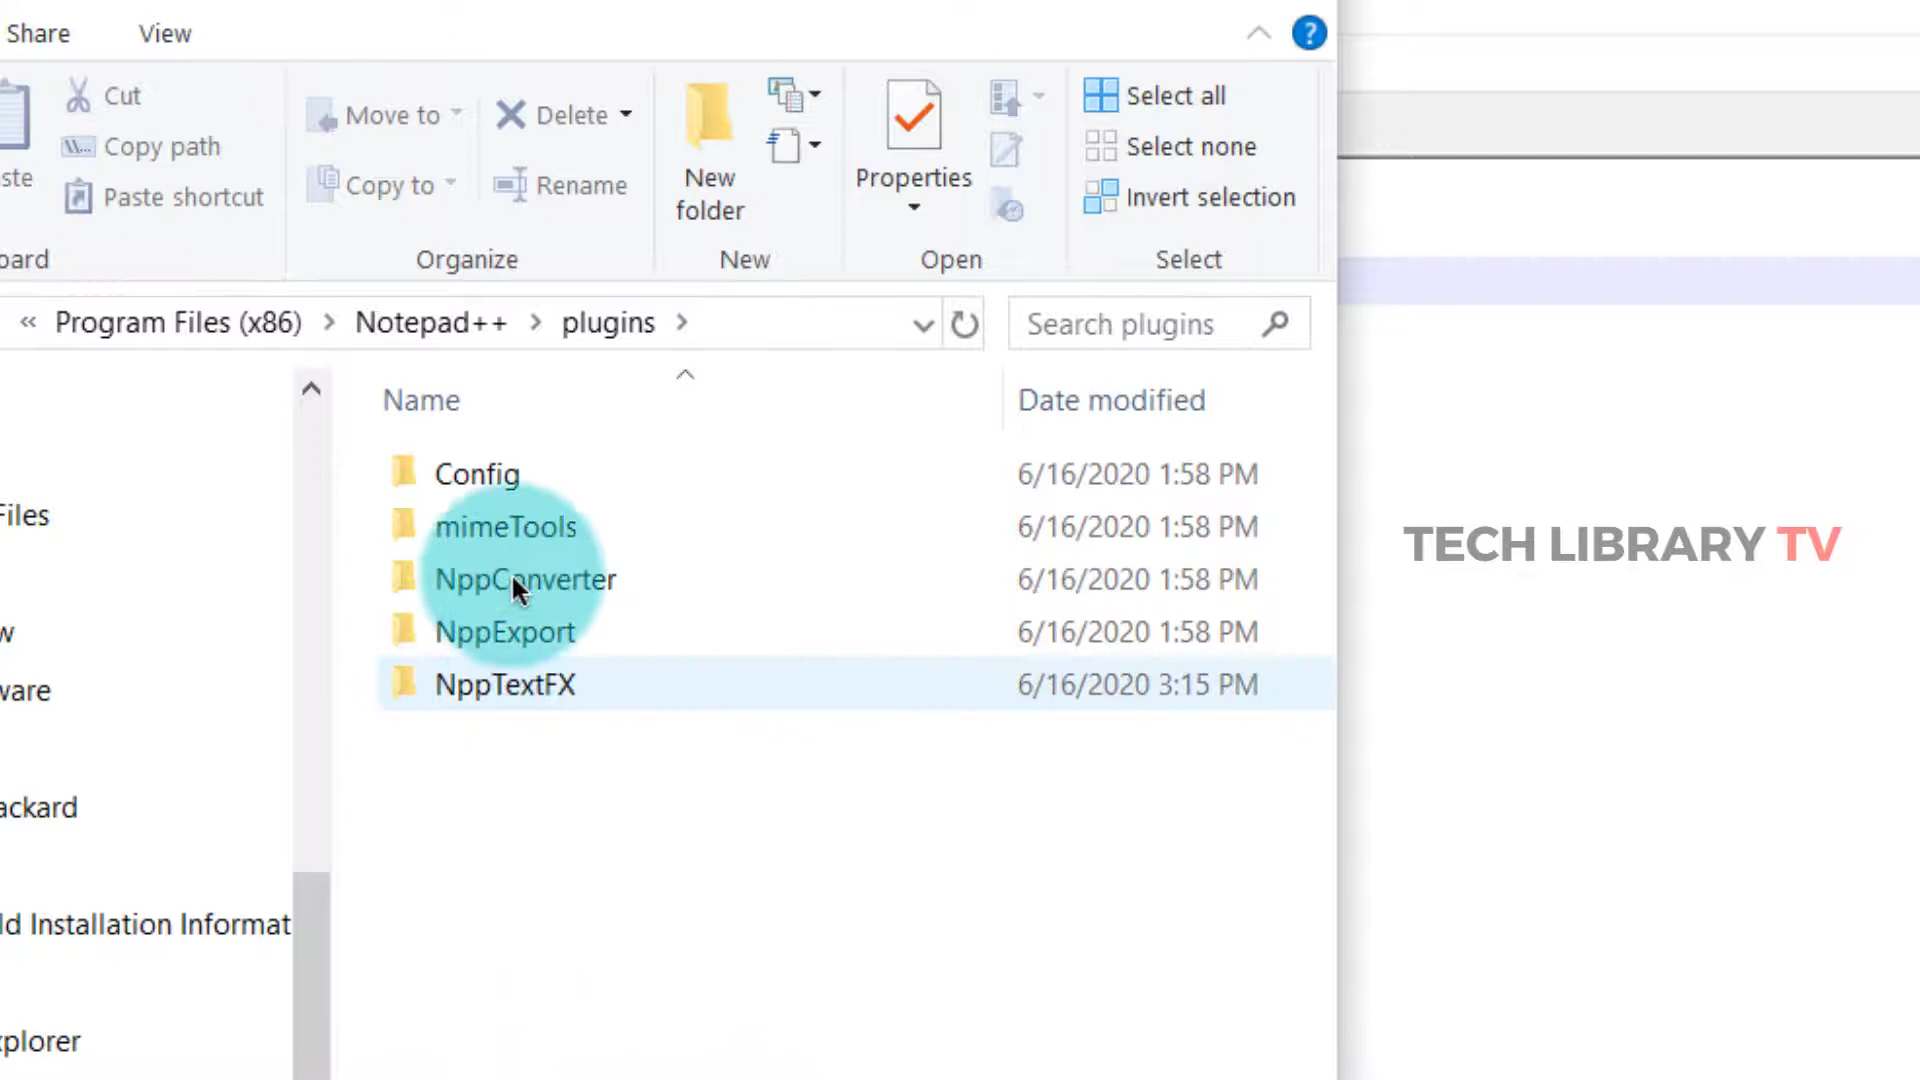 Share View
?
Cut
Copy path
Paste shortcut
Move to
Copy to
Delete
Rename
Organize
New
folder
New
Properties
Open
Select all
Select none
Invert selection
Select
« Program Files (x86) > Notepad++ > plugins >
Search plugins
Name Date modified
Config 6/16/2020 1:58 PM
mimeTools 6/16/2020 1:58 PM
NppConverter 6/16/2020 1:58 PM
NppExport 6/16/2020 1:58 PM
NppTextFX 6/16/2020 3:15 PM
Files
w
ware
ackard
ld Installation Informat
xplorer
TECH LIBRARY TV